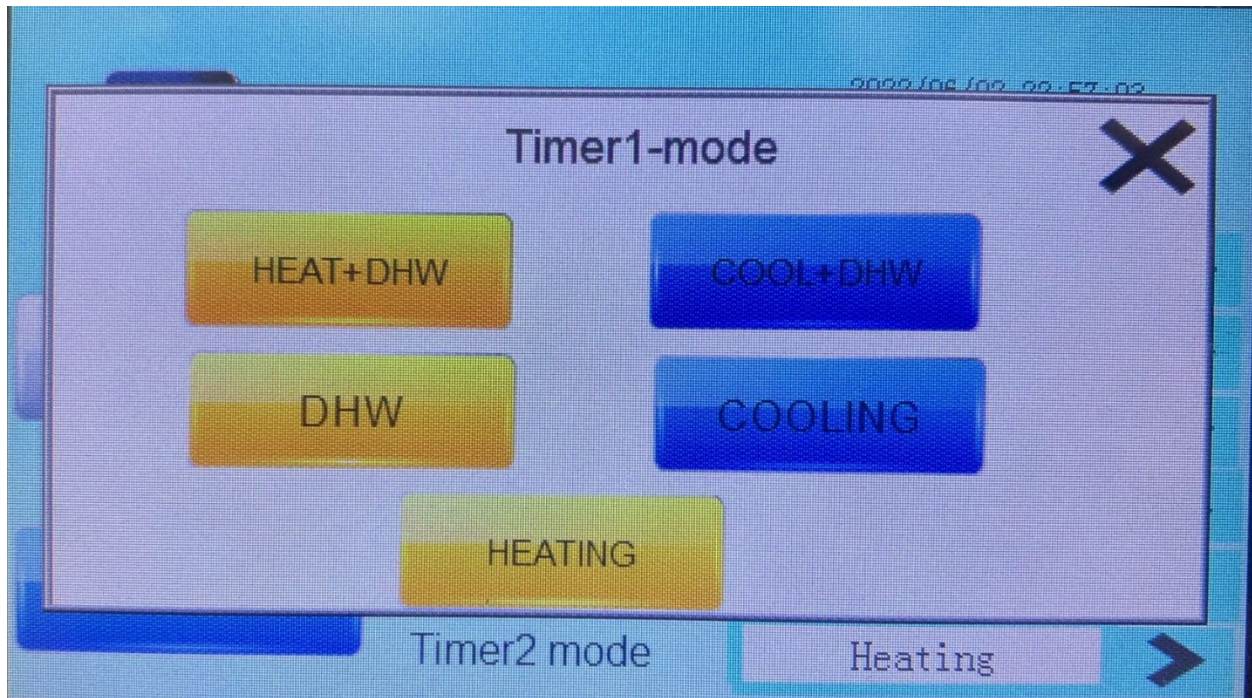 Timer1-mode
HEAT+DHW
COOL+DHW
DHW
COOLING
HEATING
Timer2 mode
Heating